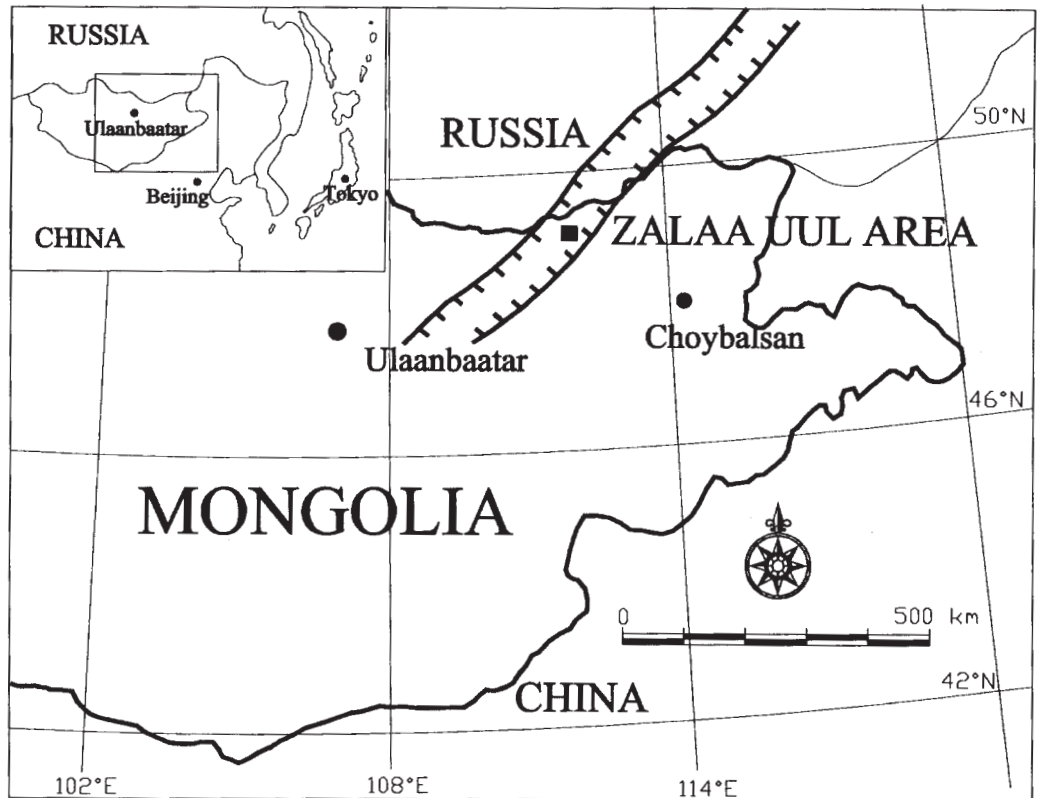 RUSSIA
Ulaanbaatar
Beijing
Tokyo
CHINA
50°N
RUSSIA
ZALAA UUL AREA
Choybalsan
Ulaanbaatar
46°N
MONGOLIA
0 500 km
CHINA
42°N
102°E 108°E 114°E